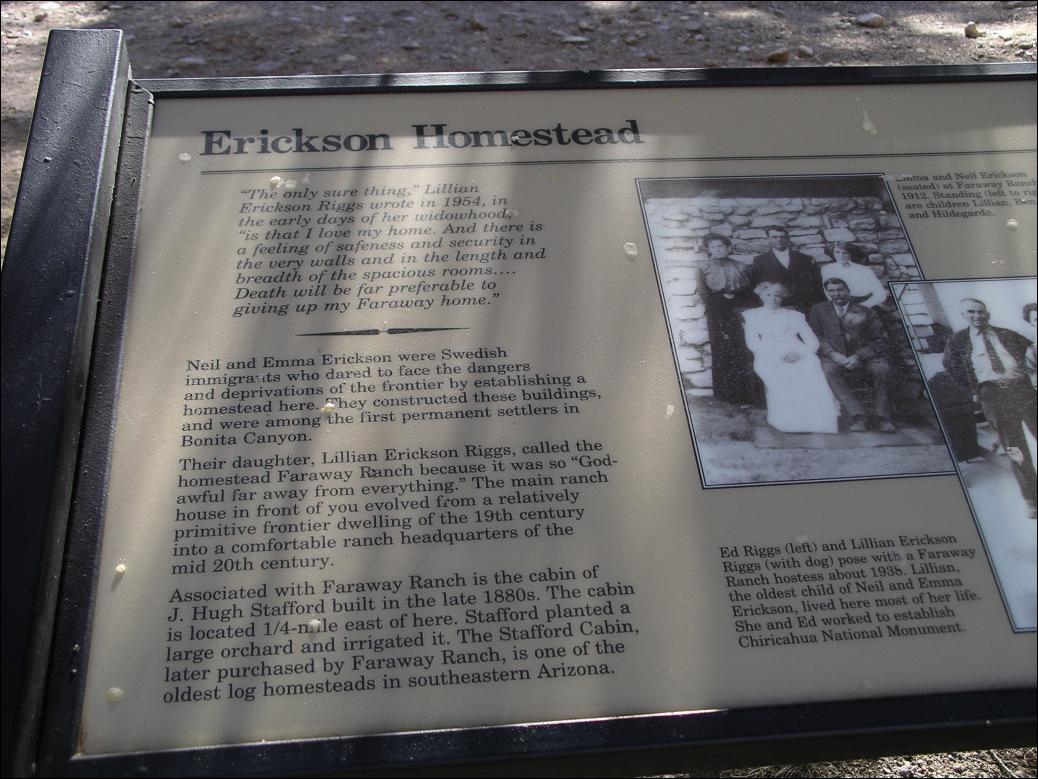 Erickson Homestead
"The only sure thing," Lillian
Erickson Riggs wrote in 1954, in
the early days of her widowhood,
"is that I love my home. And there is
a feeling of safeness and security in
the very walls and in the length and
breadth of the spacious rooms....
Death will be far preferable to
giving up my Faraway home."
Neil and Emma Erickson were Swedish
immigrants who dared to face the dangers
and deprivations of the frontier by establishing a
homestead here. They constructed these buildings,
and were among the first permanent settlers in
Bonita Canyon.
Their daughter, Lillian Erickson Riggs, called the
homestead Faraway Ranch because it was so "God-
awful far away from everything." The main ranch
house in front of you evolved from a relatively
primitive frontier dwelling of the 19th century
into a comfortable ranch headquarters of the
mid 20th century.
Associated with Faraway Ranch is the cabin of
J. Hugh Stafford built in the late 1880s. The cabin
is located 1/4-mile east of here. Stafford planted a
large orchard and irrigated it. The Stafford Cabin,
later purchased by Faraway Ranch, is one of the
oldest log homesteads in southeastern Arizona.
Emma and Neil Erickson
(seated) at Faraway Ranch
1912. Standing (left to
are children Lillian,
and Hildegarde.
Ed Riggs (left) and Lillian Erickson
Riggs (with dog) pose with a Faraway
Ranch hostess about 1938. Lillian,
the oldest child of Neil and Emma
Erickson, lived here most of her life.
She and Ed worked to establish
Chiricahua National Monument.